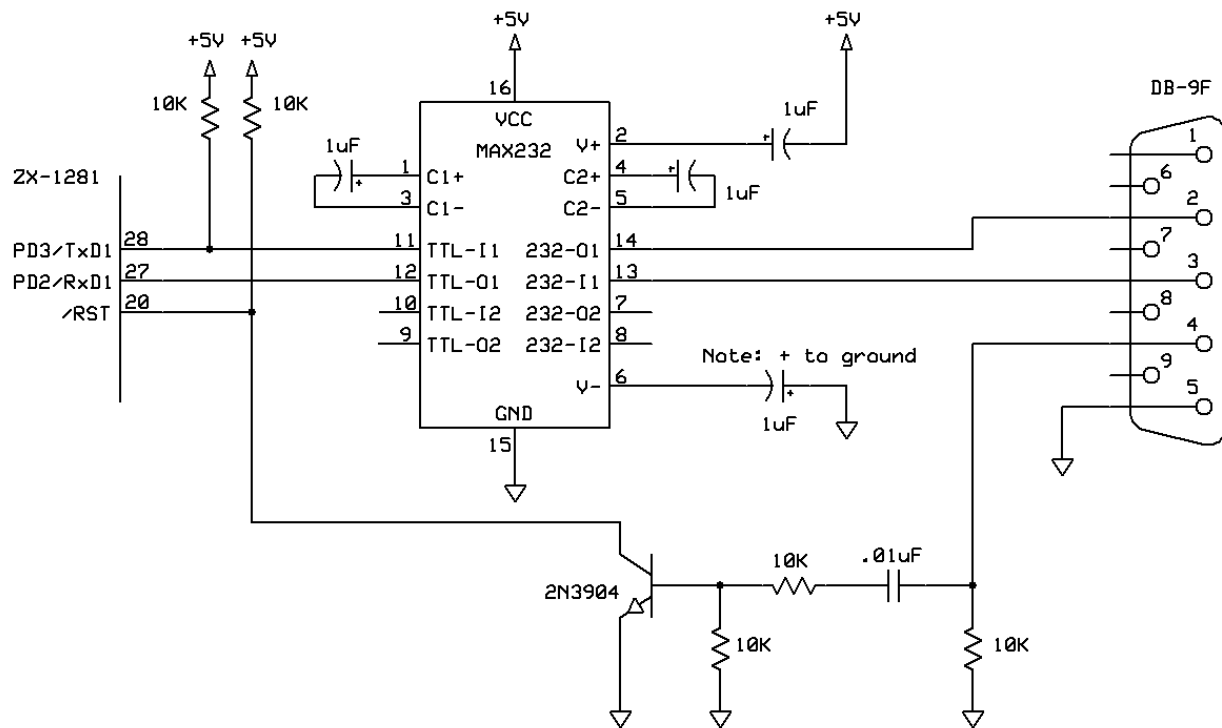 +5V +5V
+5V
+5V
10K
10K
16
VCC
MAX232
1uF
DB-9F
1uF
1
C1+
3
C1-
V+
2
C2+
4
C2-
5
1uF
ZX-1281
PD3/TxD1
28
PD2/RxD1
27
/RST
20
11
TTL-I1
232-O1
14
12
TTL-O1
232-I1
13
10
TTL-I2
232-O2
7
9
TTL-O2
232-I2
8
V-
6
GND
15
Note: + to ground
1uF
1
6
2
7
3
8
4
9
5
2N3904
10K
.01uF
10K
10K